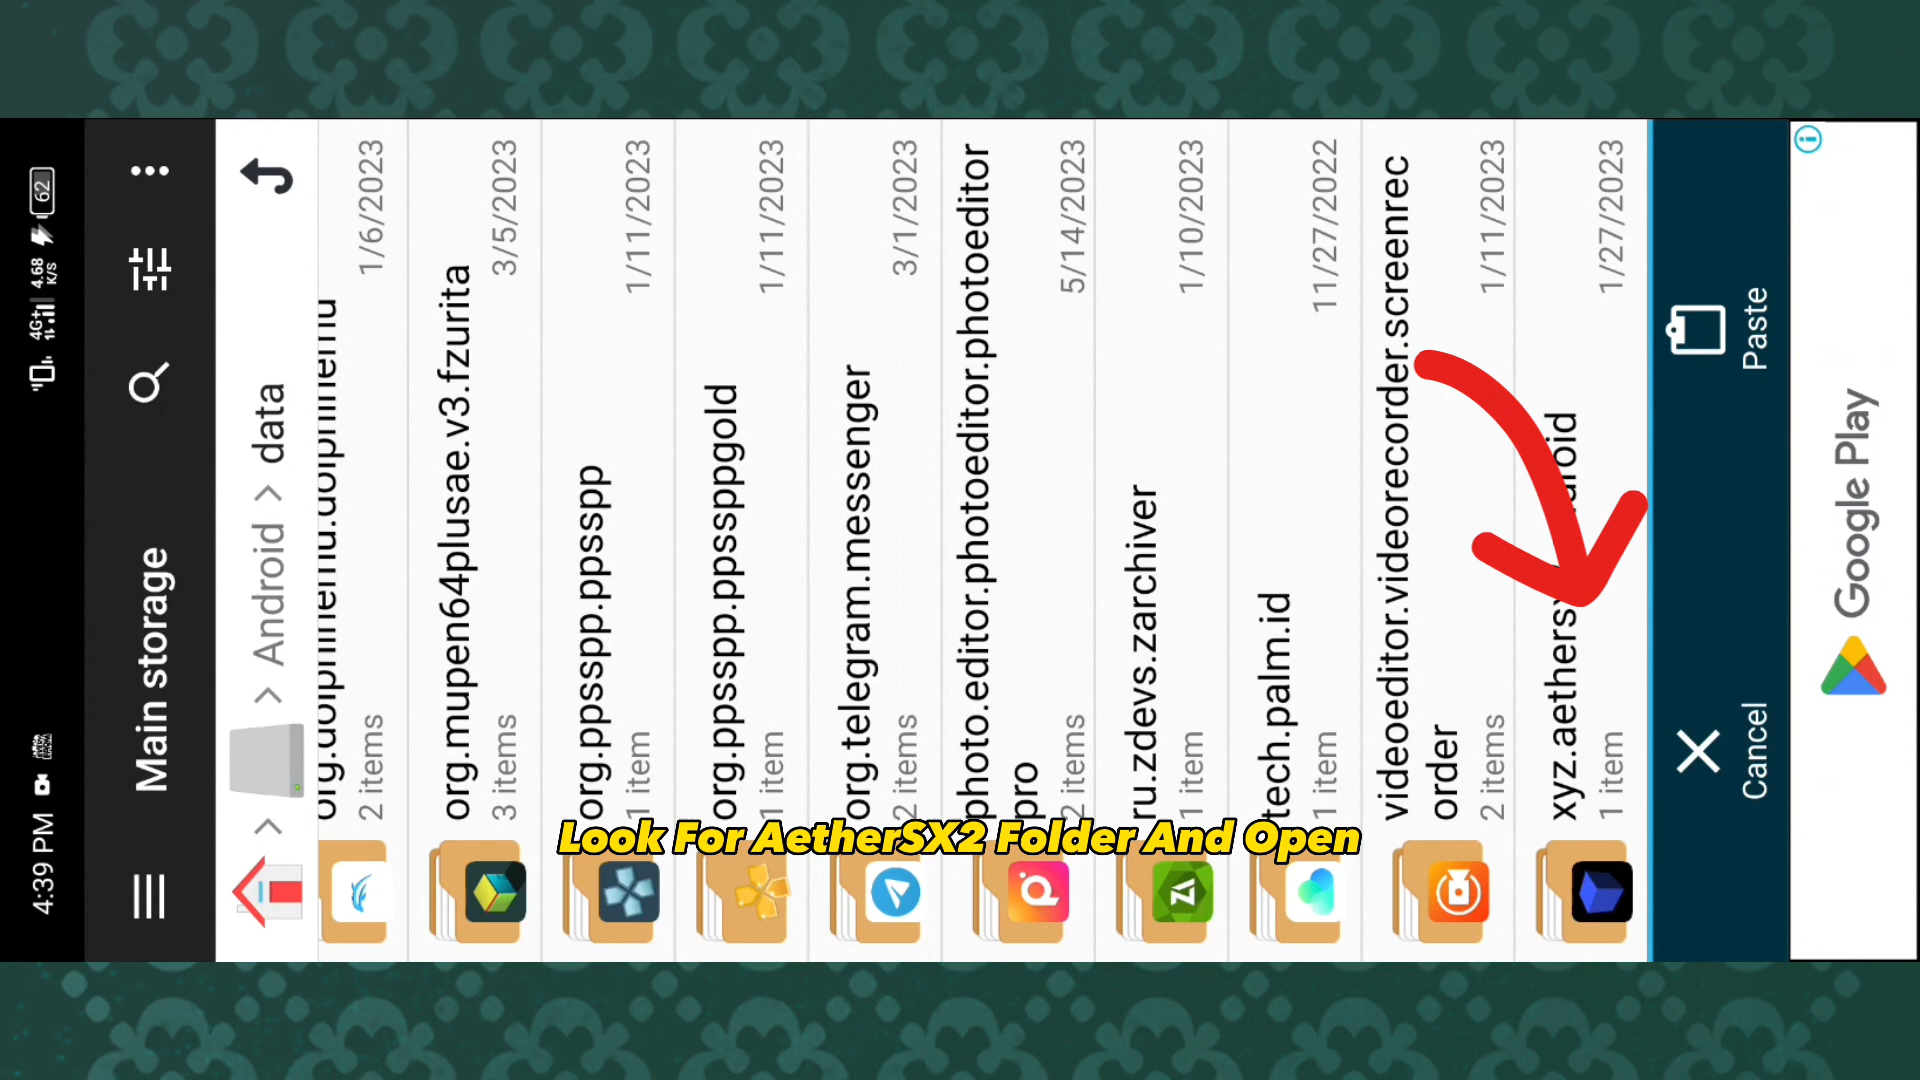 4:39 PM
4G+
4.68
K/s
62
Main storage
> > Android > data
org.dolphinemu.dolphinemu
2 items
1/6/2023
org.mupen64plusae.v3.fzurita
3 items
3/5/2023
org.ppsspp.ppsspp
1 item
1/11/2023
org.ppsspp.ppssppgold
1 item
1/11/2023
org.telegram.messenger
2 items
3/1/2023
photo.editor.photoeditor.photoeditor
pro
2 items
5/14/2023
ru.zdevs.zarchiver
1 item
1/10/2023
tech.palm.id
1 item
11/27/2022
videoeditor.videorecorder.screenrec
order
2 items
1/11/2023
xyz.aethers
1 item
1/27/2023
Cancel
Paste
Google Play
Look For AetherSX2 Folder And Open